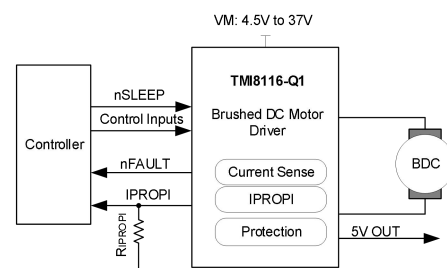 VM: 4.5V to 37V
TMI8116-Q1
Brushed DC Motor
Driver
Controller
nSLEEP
Control Inputs
nFAULT
IPROPI
RIPROPI
Current Sense
IPROPI
Protection
BDC
5V OUT